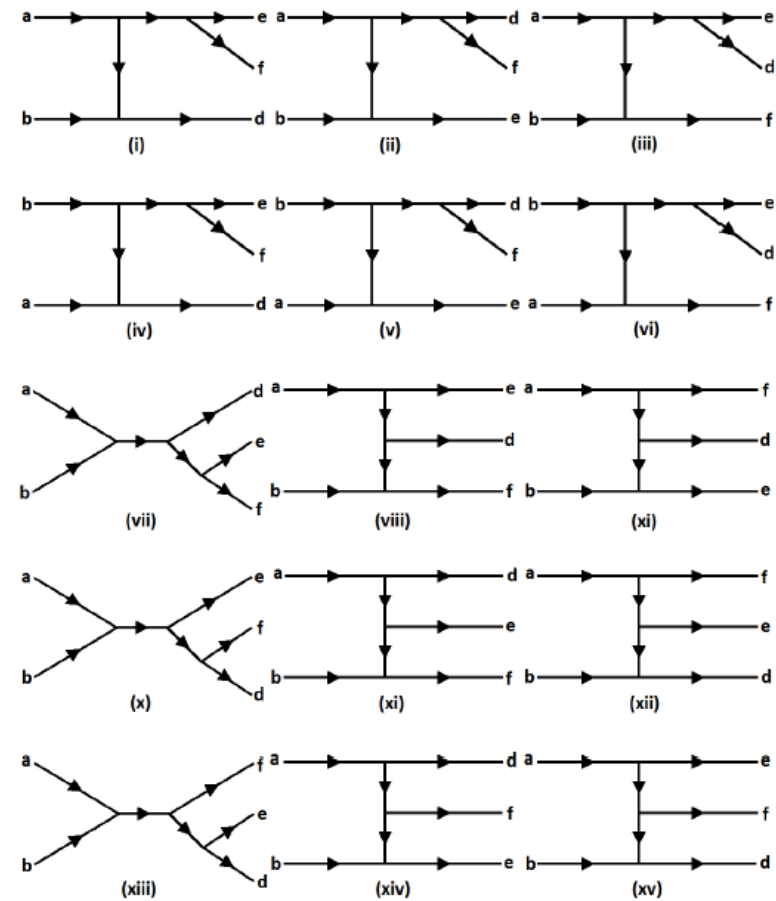 a e a d a e
f f d
b d b e b f
(i) (ii) (iii)
b e b d b e
f f d
a d a e a f
(iv) (v) (vi)
a d a e a f
e d d
b f b f b e
(vii) (viii) (xi)
a e a d a f
f e e
b d b f b d
(x) (xi) (xii)
a f a d a e
e f f
b d b e b d
(xiii) (xiv) (xv)